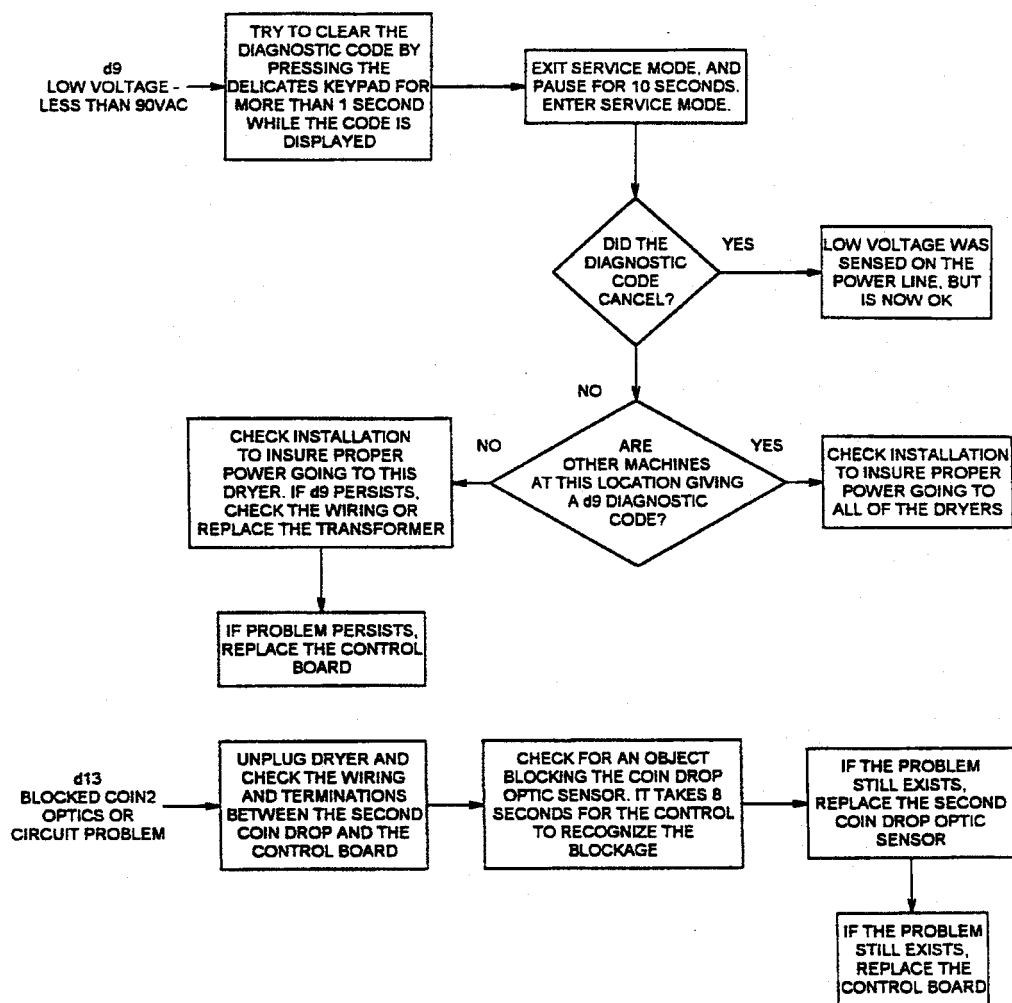 d9
LOW VOLTAGE -
LESS THAN 90VAC
TRY TO CLEAR THE
DIAGNOSTIC CODE BY
PRESSING THE
DELICATES KEYPAD FOR
MORE THAN 1 SECOND
WHILE THE CODE IS
DISPLAYED
EXIT SERVICE MODE, AND
PAUSE FOR 10 SECONDS.
ENTER SERVICE MODE.
DID THE
DIAGNOSTIC
CODE
CANCEL?
YES
LOW VOLTAGE WAS
SENSED ON THE
POWER LINE, BUT
IS NOW OK
NO
ARE
OTHER MACHINES
AT THIS LOCATION GIVING
A d9 DIAGNOSTIC
CODE?
YES
CHECK INSTALLATION
TO INSURE PROPER
POWER GOING TO
ALL OF THE DRYERS
NO
CHECK INSTALLATION
TO INSURE PROPER
POWER GOING TO THIS
DRYER. IF d9 PERSISTS,
CHECK THE WIRING OR
REPLACE THE TRANSFORMER
IF PROBLEM PERSISTS,
REPLACE THE CONTROL
BOARD
d13
BLOCKED COIN2
OPTICS OR
CIRCUIT PROBLEM
UNPLUG DRYER AND
CHECK THE WIRING
AND TERMINATIONS
BETWEEN THE SECOND
COIN DROP AND THE
CONTROL BOARD
CHECK FOR AN OBJECT
BLOCKING THE COIN DROP
OPTIC SENSOR. IT TAKES 8
SECONDS FOR THE CONTROL
TO RECOGNIZE THE
BLOCKAGE
IF THE PROBLEM
STILL EXISTS,
REPLACE THE SECOND
COIN DROP OPTIC
SENSOR
IF THE PROBLEM
STILL EXISTS,
REPLACE THE
CONTROL BOARD